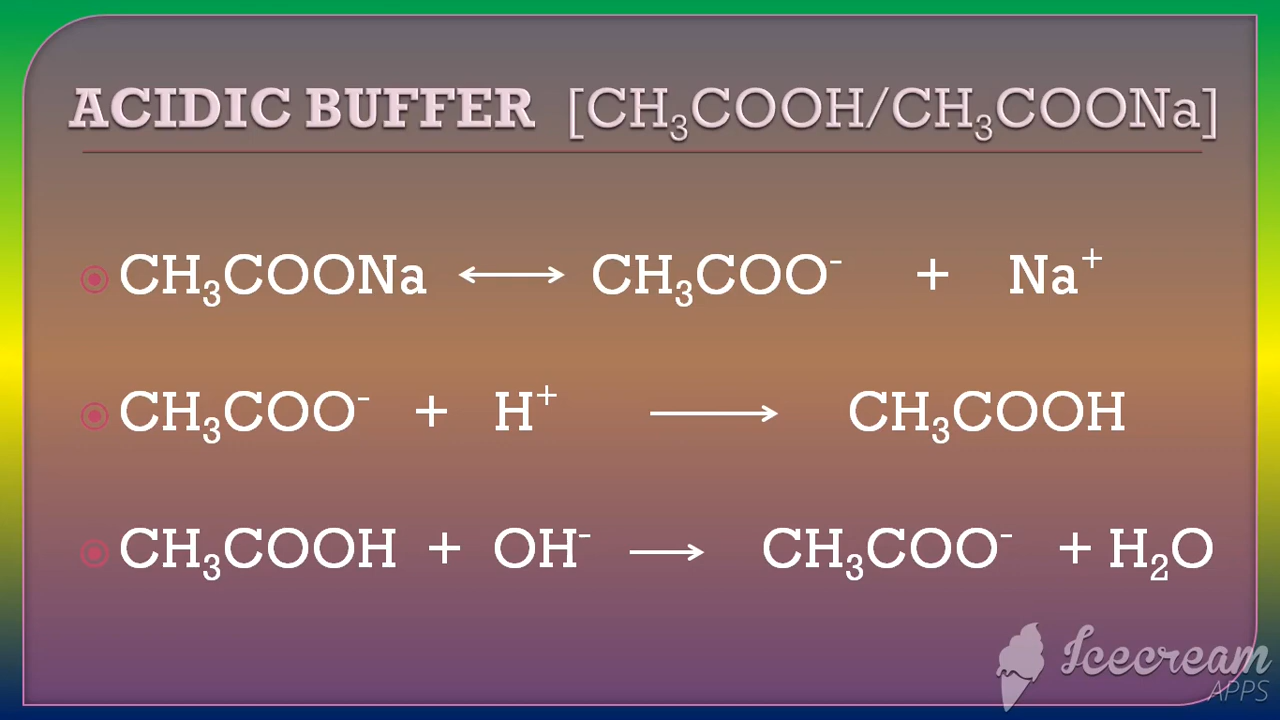 ACIDIC BUFFER [CH₃COOH/CH₃COONa]
CH₃COONa ⟷ CH₃COO⁻ + Na⁺
CH₃COO⁻ + H⁺ ⟶ CH₃COOH
CH₃COOH + OH⁻ ⟶ CH₃COO⁻ + H₂O
Icecream
APPS